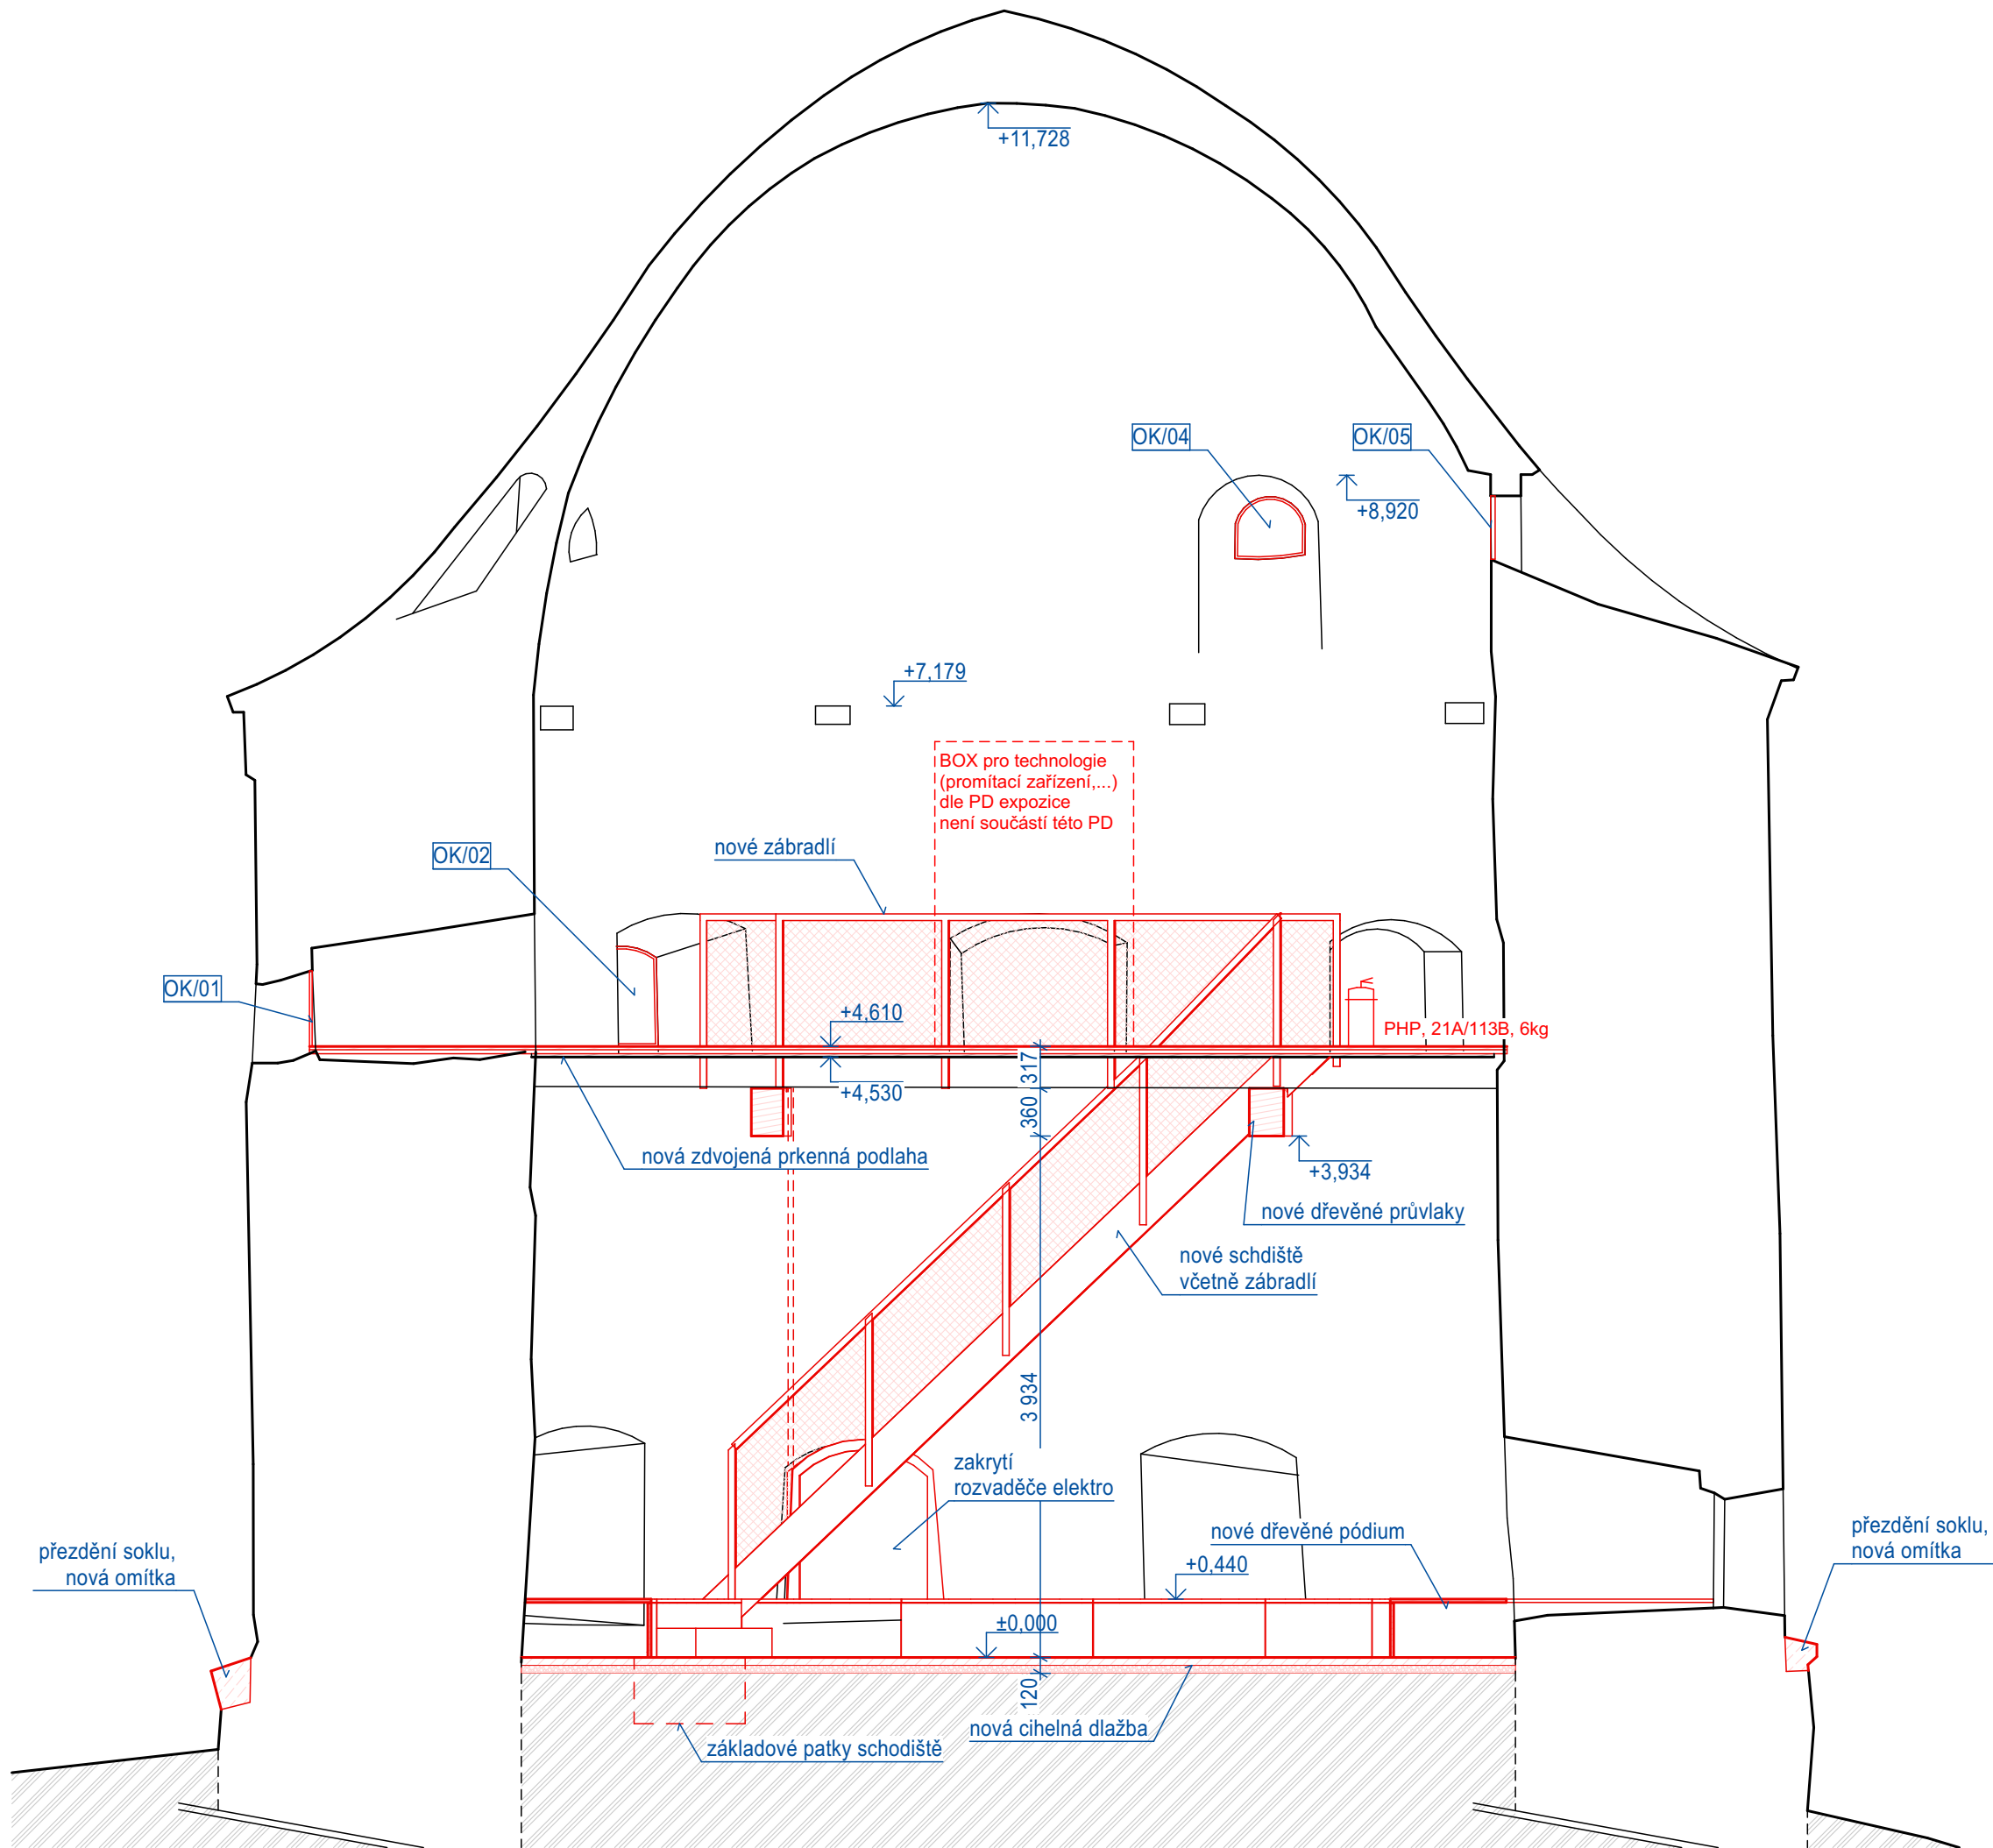 +11,728
OK/04
OK/05
+8,920
+7,179
BOX pro technologie
(promítací zařízení,...)
dle PD expozice
není součástí této PD
nové zábradlí
OK/02
OK/01
+4,610
PHP, 21A/113B, 6kg
317
+4,530
360
nová zdvojená prkenná podlaha
+3,934
nové dřevěné průvlaky
nové schdiště
včetně zábradlí
3 934
zakrytí
rozvaděče elektro
nové dřevěné pódium
přezdění soklu,
nová omítka
přezdění soklu,
nová omítka
+0,440
±0,000
120
nová cihelná dlažba
základové patky schodiště